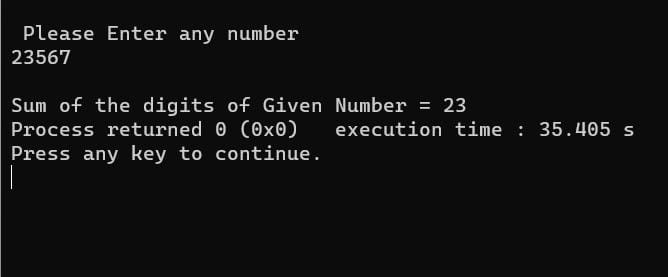 Please Enter any number
23567
Sum of the digits of Given Number = 23
Process returned 0 (0x0)   execution time : 35.405 s
Press any key to continue.